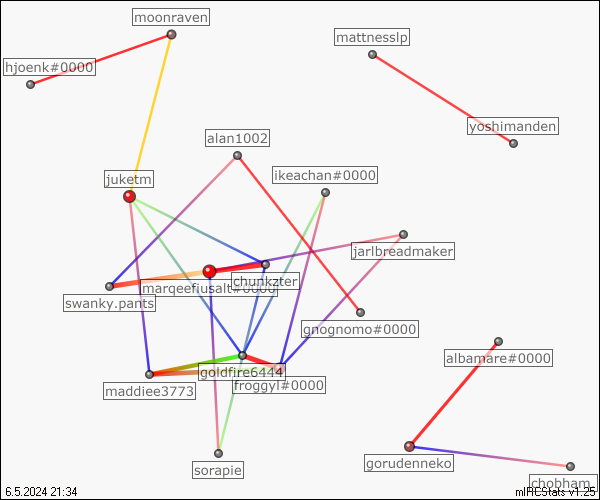 moonraven
mattnesslp
hjoenk#0000
yoshimanden
alan1002
ikeachan#0000
juketm
jarlbreadmaker
chunkzter
marqeefiusalt#0000
swanky.pants
gnognomo#0000
albamare#0000
goldfire6444
froggyl#0000
maddiee3773
gorudenneko
sorapie
chobham_
6.5.2024 21:34
mIRCStats v1.25